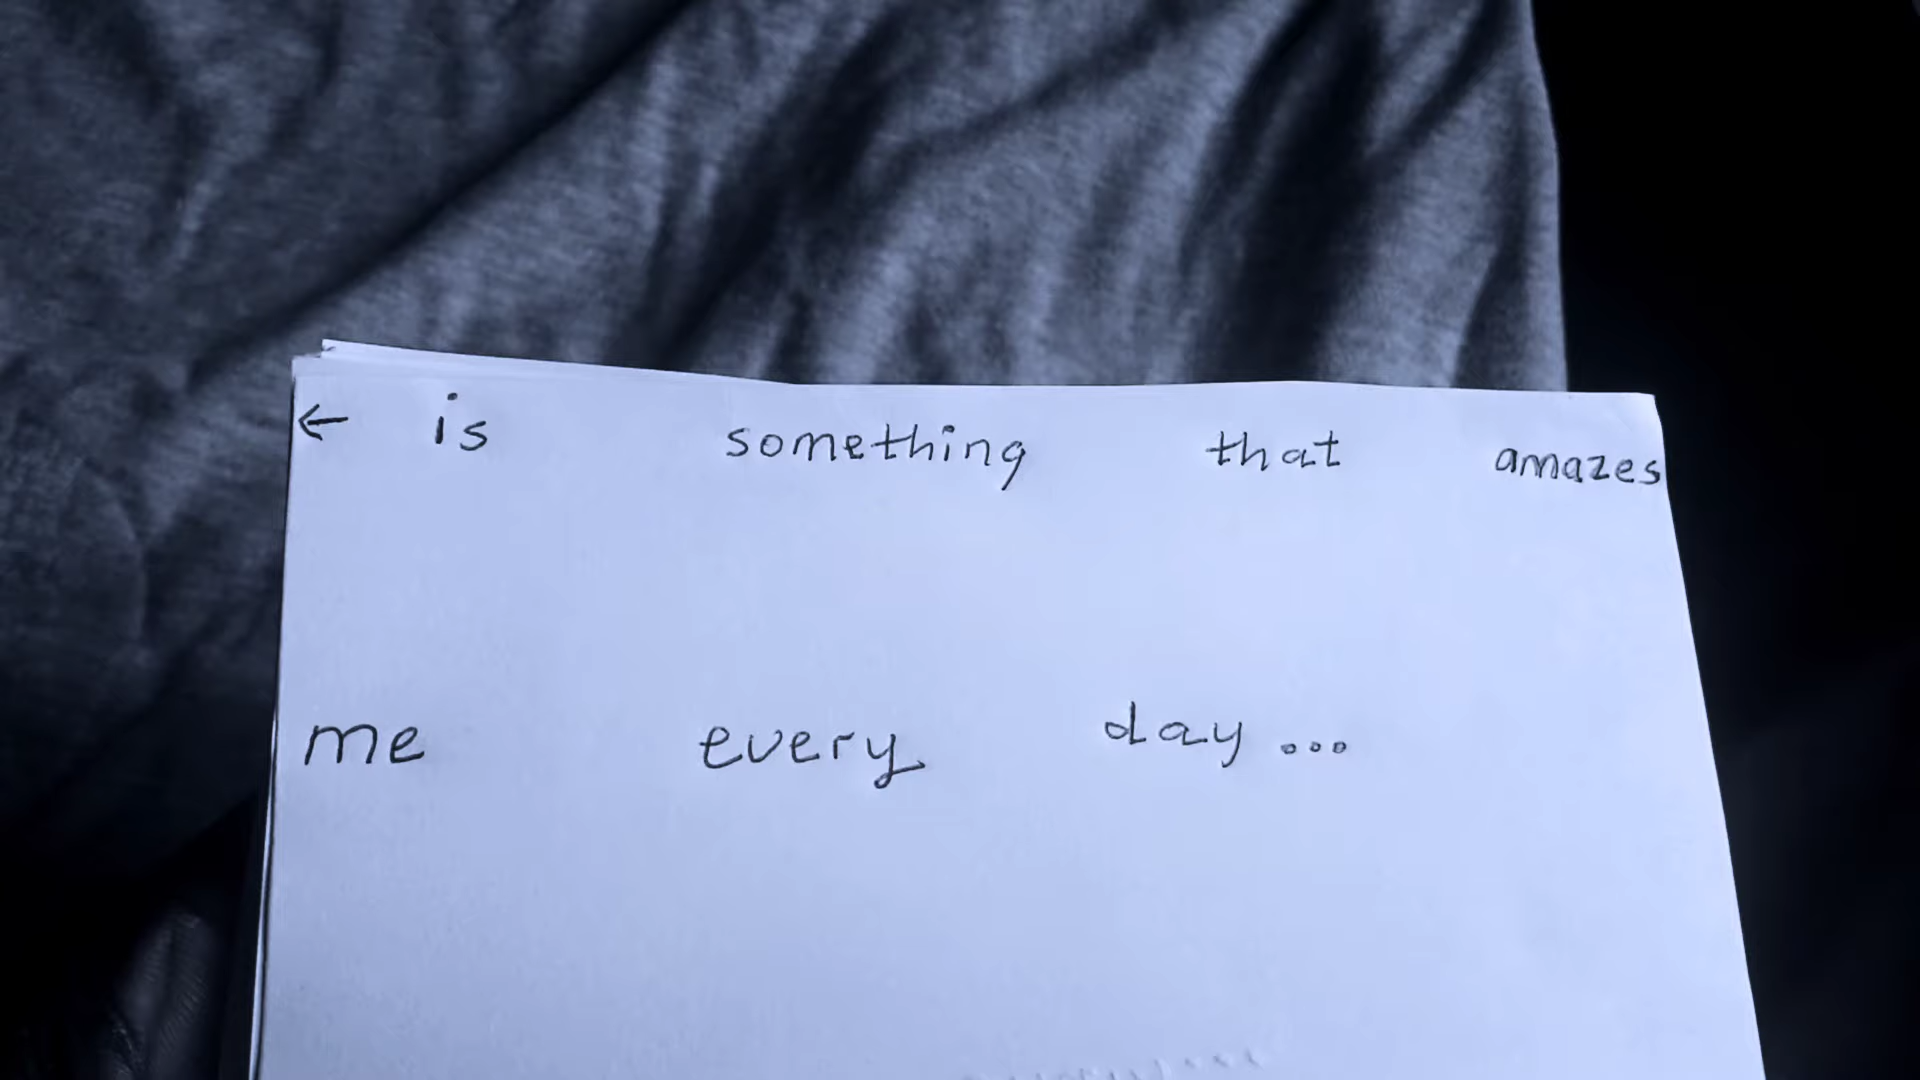 ← is something that amazes
me every day...